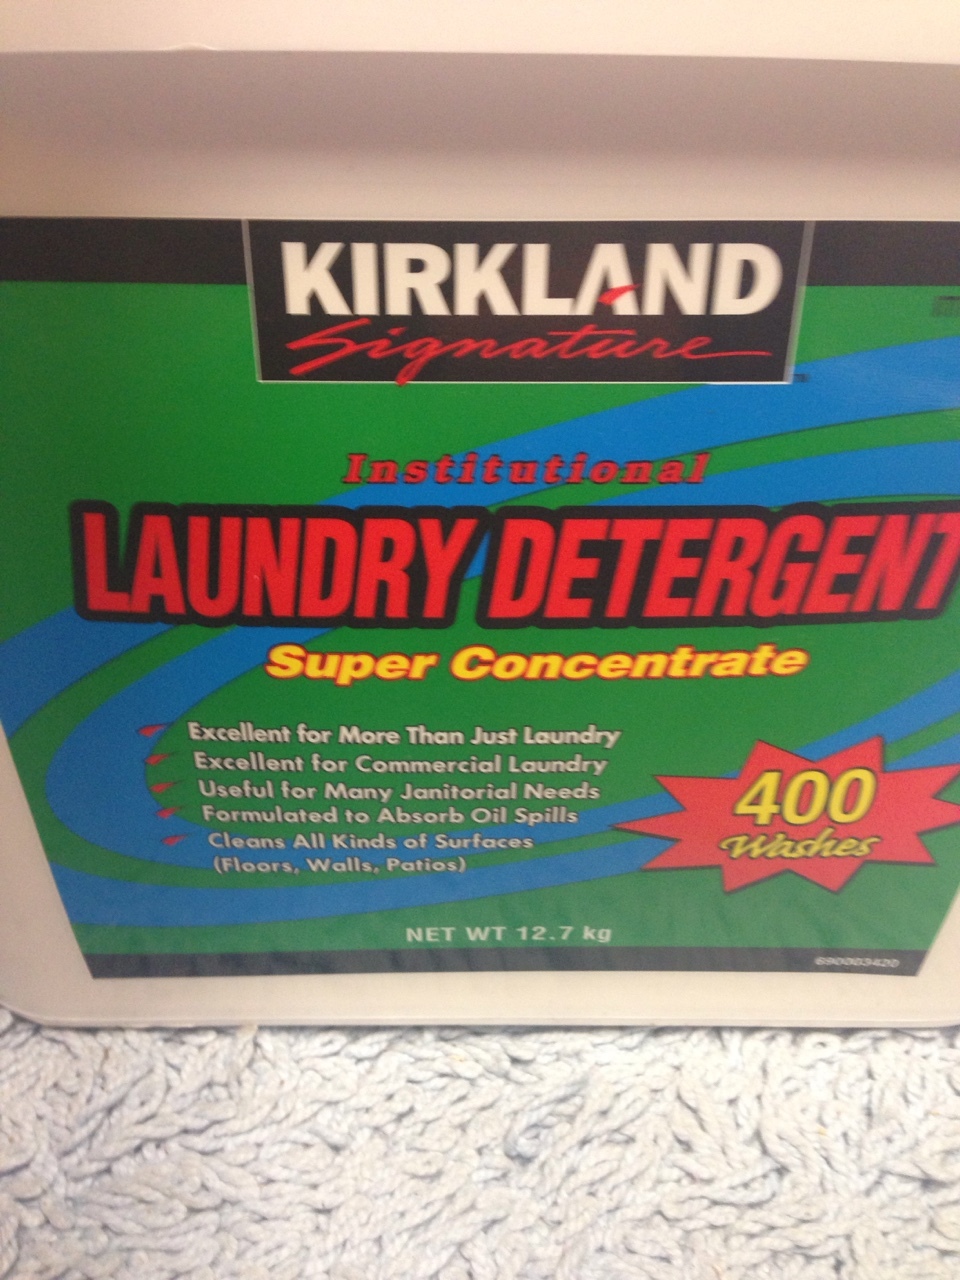 KIRKLAND
Signature
Institutional
LAUNDRY DETERGENT
Super Concentrate
Excellent for More Than Just Laundry
Excellent for Commercial Laundry
Useful for Many Janitorial Needs
Formulated to Absorb Oil Spills
Cleans All Kinds of Surfaces
(Floors, Walls, Patios)
400
Washes
NET WT 12.7 kg
690003420